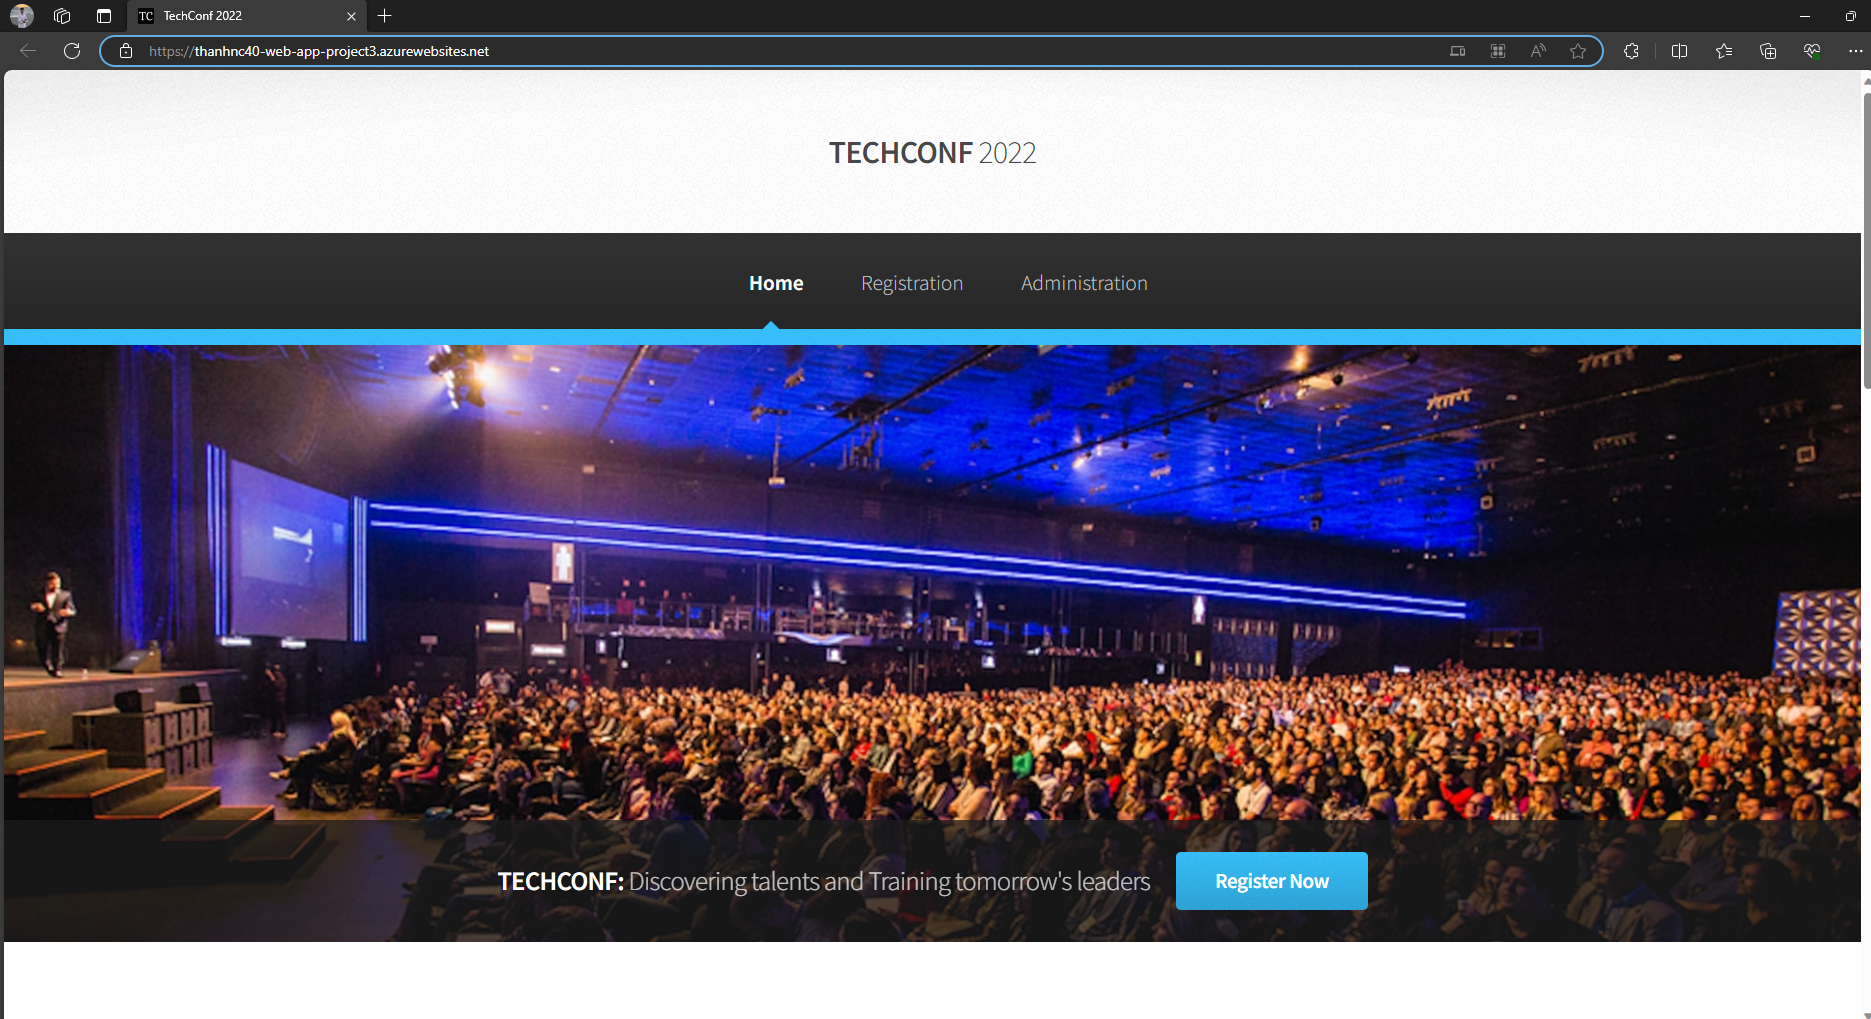 TC TechConf 2022
https://thanhnc40-web-app-project3.azurewebsites.net
TECHCONF 2022
Home Registration Administration
TECHCONF: Discovering talents and Training tomorrow's leaders Register Now